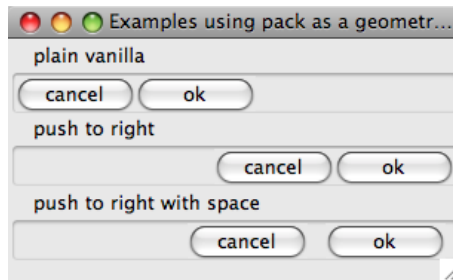 Examples using pack as a geometr...
plain vanilla
cancel ok
push to right
cancel ok
push to right with space
cancel ok